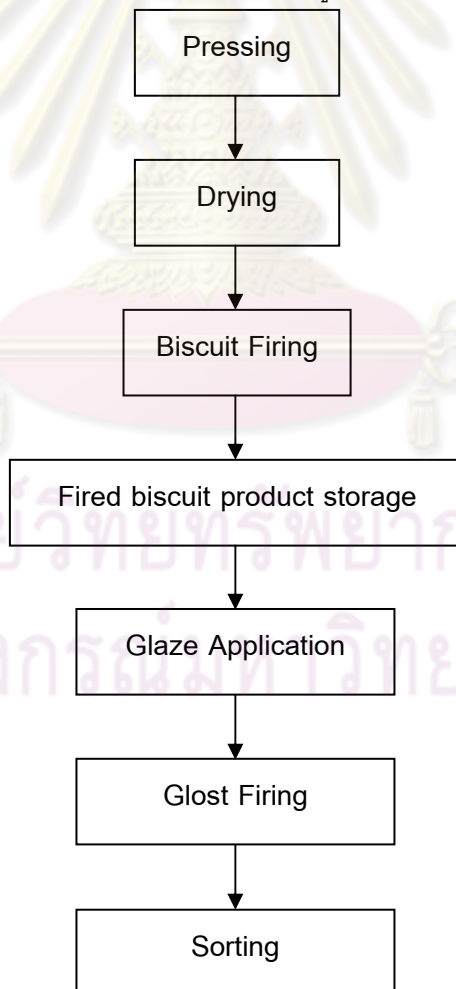 Pressing
Drying
Biscuit Firing
Fired biscuit product storage
Glaze Application
Glost Firing
Sorting